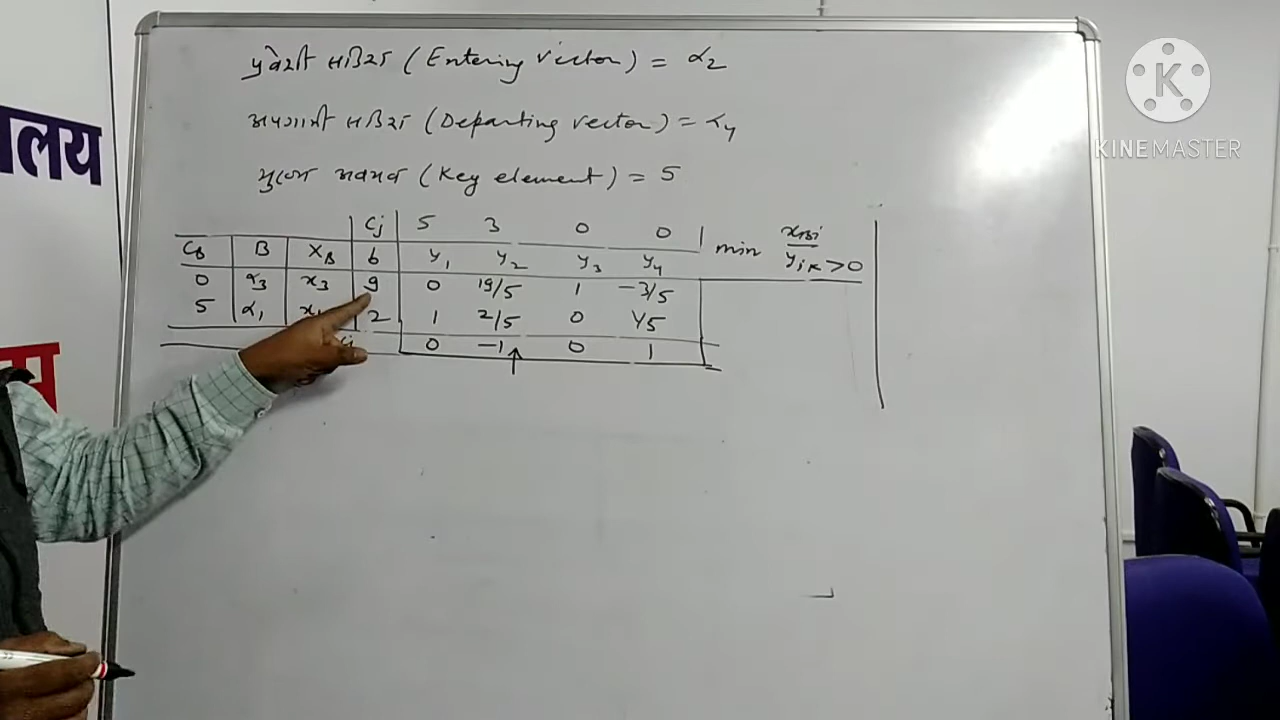 प्रवेशी सदिश (Entering Vector) = α2
अपगामी सदिश (Departing vector) = α4
मुख्य अवयव (Key element) = 5
Cj 5 3 0 0 min xBi / yik > 0
CB B XB b y1 y2 y3 y4
0 α3 x3 9 0 19/5 1 -3/5
5 α1 2 1 2/5 0 1/5
0 -1 ↑ 0 1
KINEMASTER
K
लय